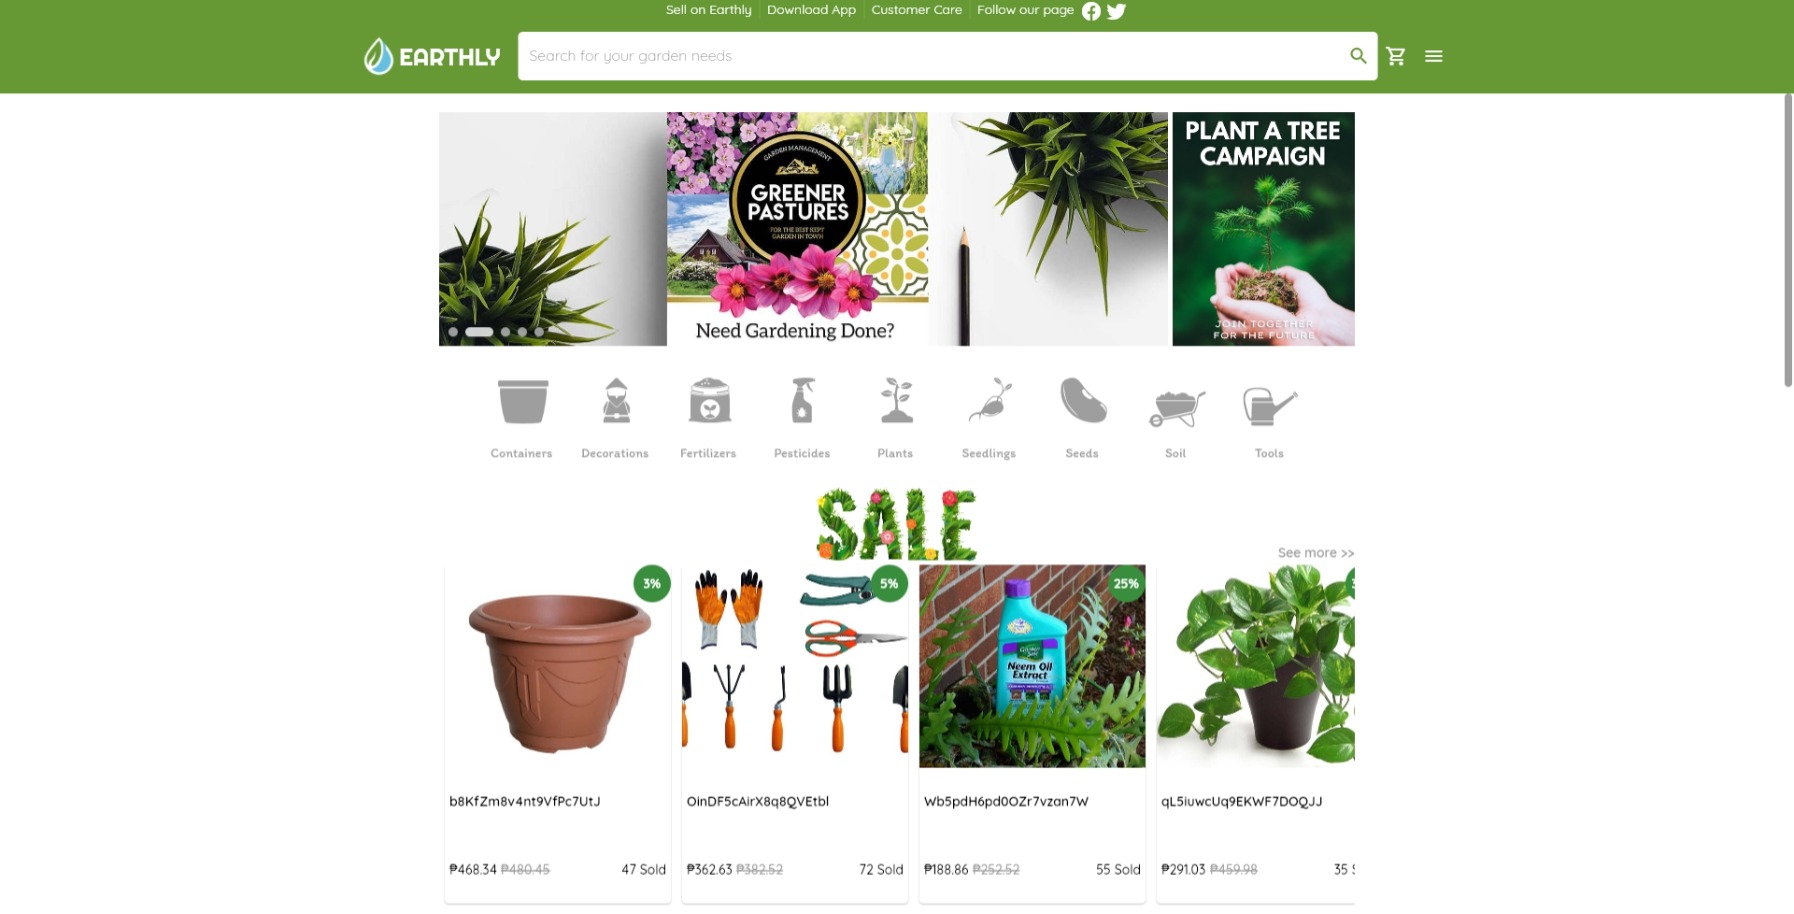 Sell on Earthly
Download App
Customer Care
Follow our page
EARTHLY
Search for your garden needs
GARDEN MANAGEMENT
GREENER
PASTURES
FOR THE BEST KEPT
GARDEN IN TOWN
Need Gardening Done?
PLANT A TREE
CAMPAIGN
JOIN TOGETHER
FOR THE FUTURE
Containers
Decorations
Fertilizers
Pesticides
Plants
Seedlings
Seeds
Soil
Tools
SALE
See more >>
3%
5%
25%
Neem Oil
Extract
b8KfZm8v4nt9VfPc7UtJ
OinDF5cAirX8q8QVEtbl
Wb5pdH6pd0OZr7vzan7W
qL5iuwcUq9EKWF7DOQJJ
₱468.34 ₱480.45 47 Sold
₱362.63 ₱382.52 72 Sold
₱188.86 ₱252.52 55 Sold
₱291.03 ₱459.98 35